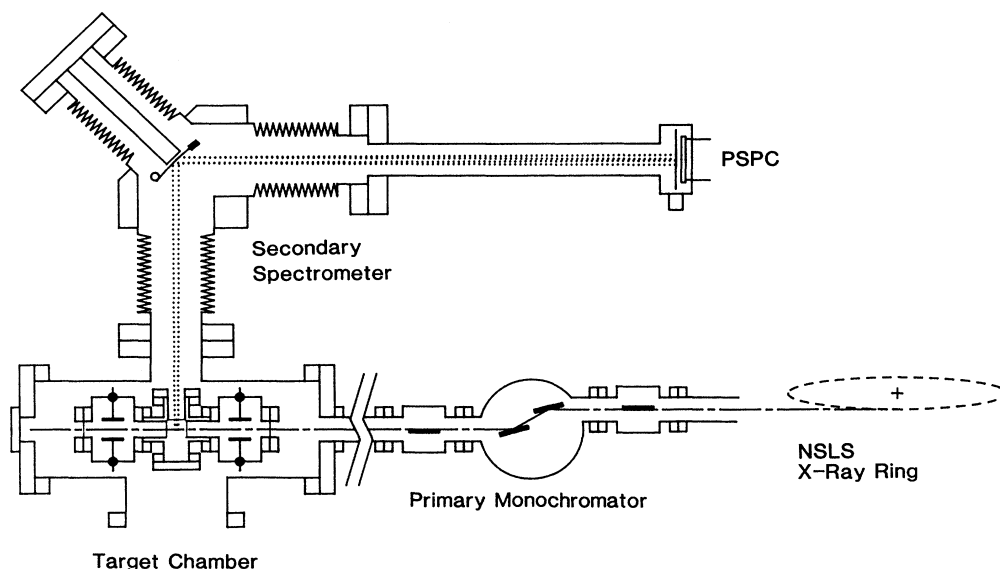 PSPC
Secondary
Spectrometer
NSLS
X-Ray Ring
Primary Monochromator
Target Chamber